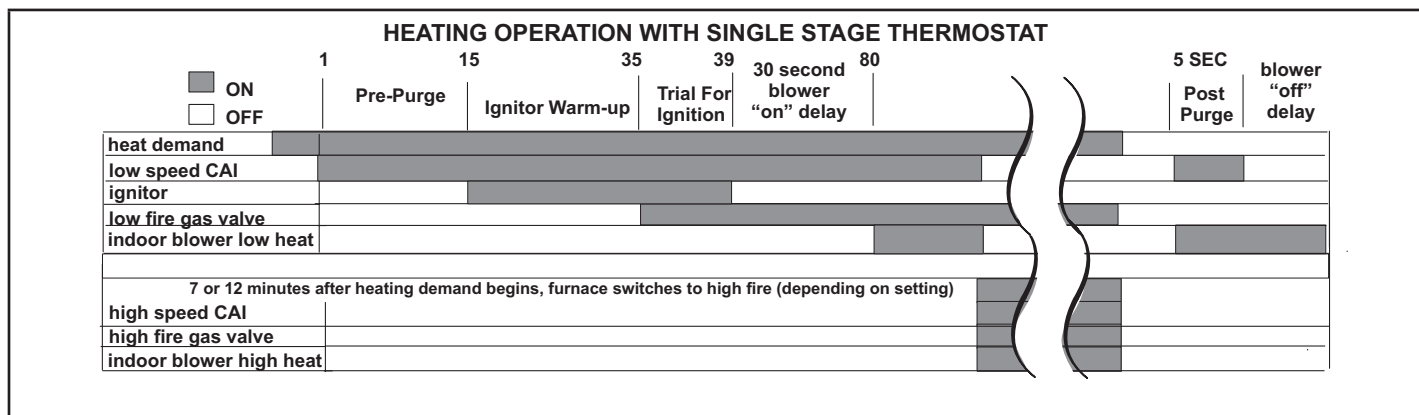 HEATING OPERATION WITH SINGLE STAGE THERMOSTAT
1 15 35 39 80 5 SEC
ON
OFF
Pre-Purge
Ignitor Warm-up
Trial For
Ignition
30 second
blower
“on” delay
Post
Purge
blower
“off”
delay
heat demand
low speed CAI
ignitor
low fire gas valve
indoor blower low heat
7 or 12 minutes after heating demand begins, furnace switches to high fire (depending on setting)
high speed CAI
high fire gas valve
indoor blower high heat